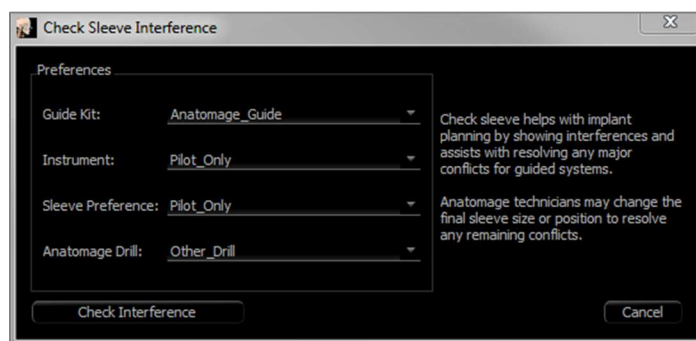 Check Sleeve Interference
Preferences
Guide Kit: Anatomage_Guide
Instrument: Pilot_Only
Sleeve Preference: Pilot_Only
Anatomage Drill: Other_Drill
Check sleeve helps with implant
planning by showing interferences and
assists with resolving any major
conflicts for guided systems.
Anatomage technicians may change the
final sleeve size or position to resolve
any remaining conflicts.
Check Interference
Cancel